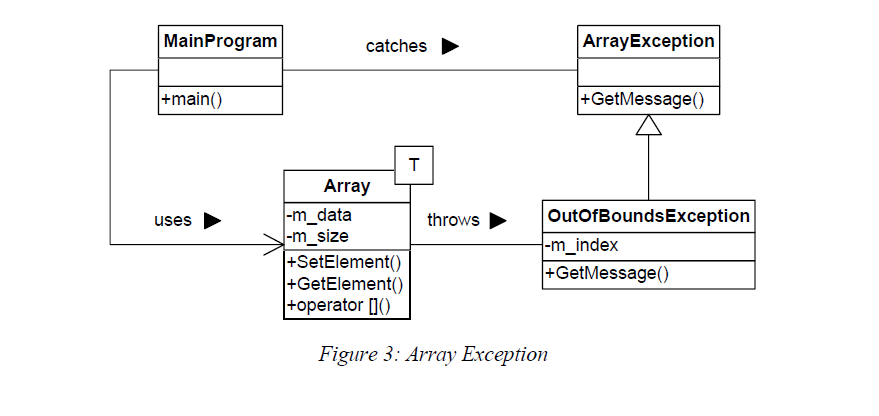 MainProgram
+main()
catches ▶
ArrayException
+GetMessage()
T
Array
-m_data
-m_size
+SetElement()
+GetElement()
+operator []()
uses ▶
throws ▶
OutOfBoundsException
-m_index
+GetMessage()
Figure 3: Array Exception